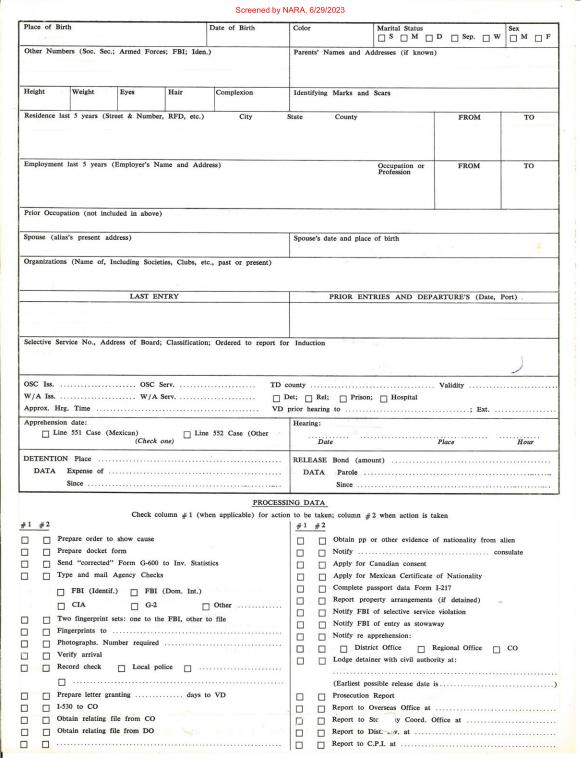 Screened by NARA, 6/29/2023
Place of Birth Date of Birth Color Marital Status Sex
S M D Sep. W M F
Other Numbers (Soc. Sec.; Armed Forces; FBI; Iden.) Parents' Names and Addresses (if known)
Height Weight Eyes Hair Complexion Identifying Marks and Scars
Residence last 5 years (Street & Number, RFD, etc.) City State County FROM TO
Employment last 5 years (Employer's Name and Address) Occupation or Profession FROM TO
Prior Occupation (not included in above)
Spouse (alias's present address) Spouse's date and place of birth
Organizations (Name of, Including Societies, Clubs, etc., past or present)
LAST ENTRY PRIOR ENTRIES AND DEPARTURE'S (Date, Port)
Selective Service No., Address of Board; Classification; Ordered to report for Induction
OSC Iss. OSC Serv. TD county Validity
W/A Iss. W/A Serv. Det; Rel; Prison; Hospital
Approx. Hrg. Time VD prior hearing to ; Ext.
Apprehension date: Hearing:
Line 551 Case (Mexican) Line 552 Case (Other
(Check one) Date Place Hour
DETENTION Place RELEASE Bond (amount)
DATA Expense of DATA Parole
Since Since
PROCESSING DATA
Check column #1 (when applicable) for action to be taken; column #2 when action is taken
#1 #2
Prepare order to show cause
Prepare docket form
Send "corrected" Form G-600 to Inv. Statistics
Type and mail Agency Checks
FBI (Identif.) FBI (Dom. Int.)
CIA G-2 Other
Two fingerprint sets: one to the FBI, other to file
Fingerprints to
Photographs. Number required
Verify arrival
Record check Local police
Prepare letter granting days to VD
I-530 to CO
Obtain relating file from CO
Obtain relating file from DO
#1 #2
Obtain pp or other evidence of nationality from alien
Notify consulate
Apply for Canadian consent
Apply for Mexican Certificate of Nationality
Complete passport data Form I-217
Report property arrangements (if detained)
Notify FBI of selective service violation
Notify FBI of entry as stowaway
Notify re apprehension:
District Office Regional Office CO
Lodge detainer with civil authority at:
(Earliest possible release date is )
Prosecution Report
Report to Overseas Office at
Report to Coord. Office at
Report to Dist. at
Report to C.P.I. at